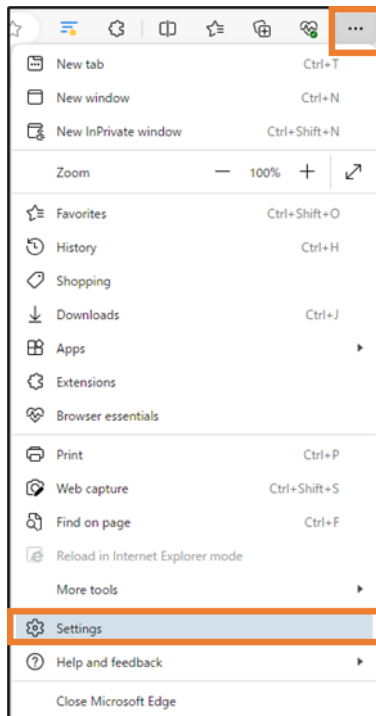 New tab Ctrl+T
New window Ctrl+N
New InPrivate window Ctrl+Shift+N
Zoom — 100% +
Favorites Ctrl+Shift+O
History Ctrl+H
Shopping
Downloads Ctrl+J
Apps
Extensions
Browser essentials
Print Ctrl+P
Web capture Ctrl+Shift+S
Find on page Ctrl+F
Reload in Internet Explorer mode
More tools
Settings
Help and feedback
Close Microsoft Edge